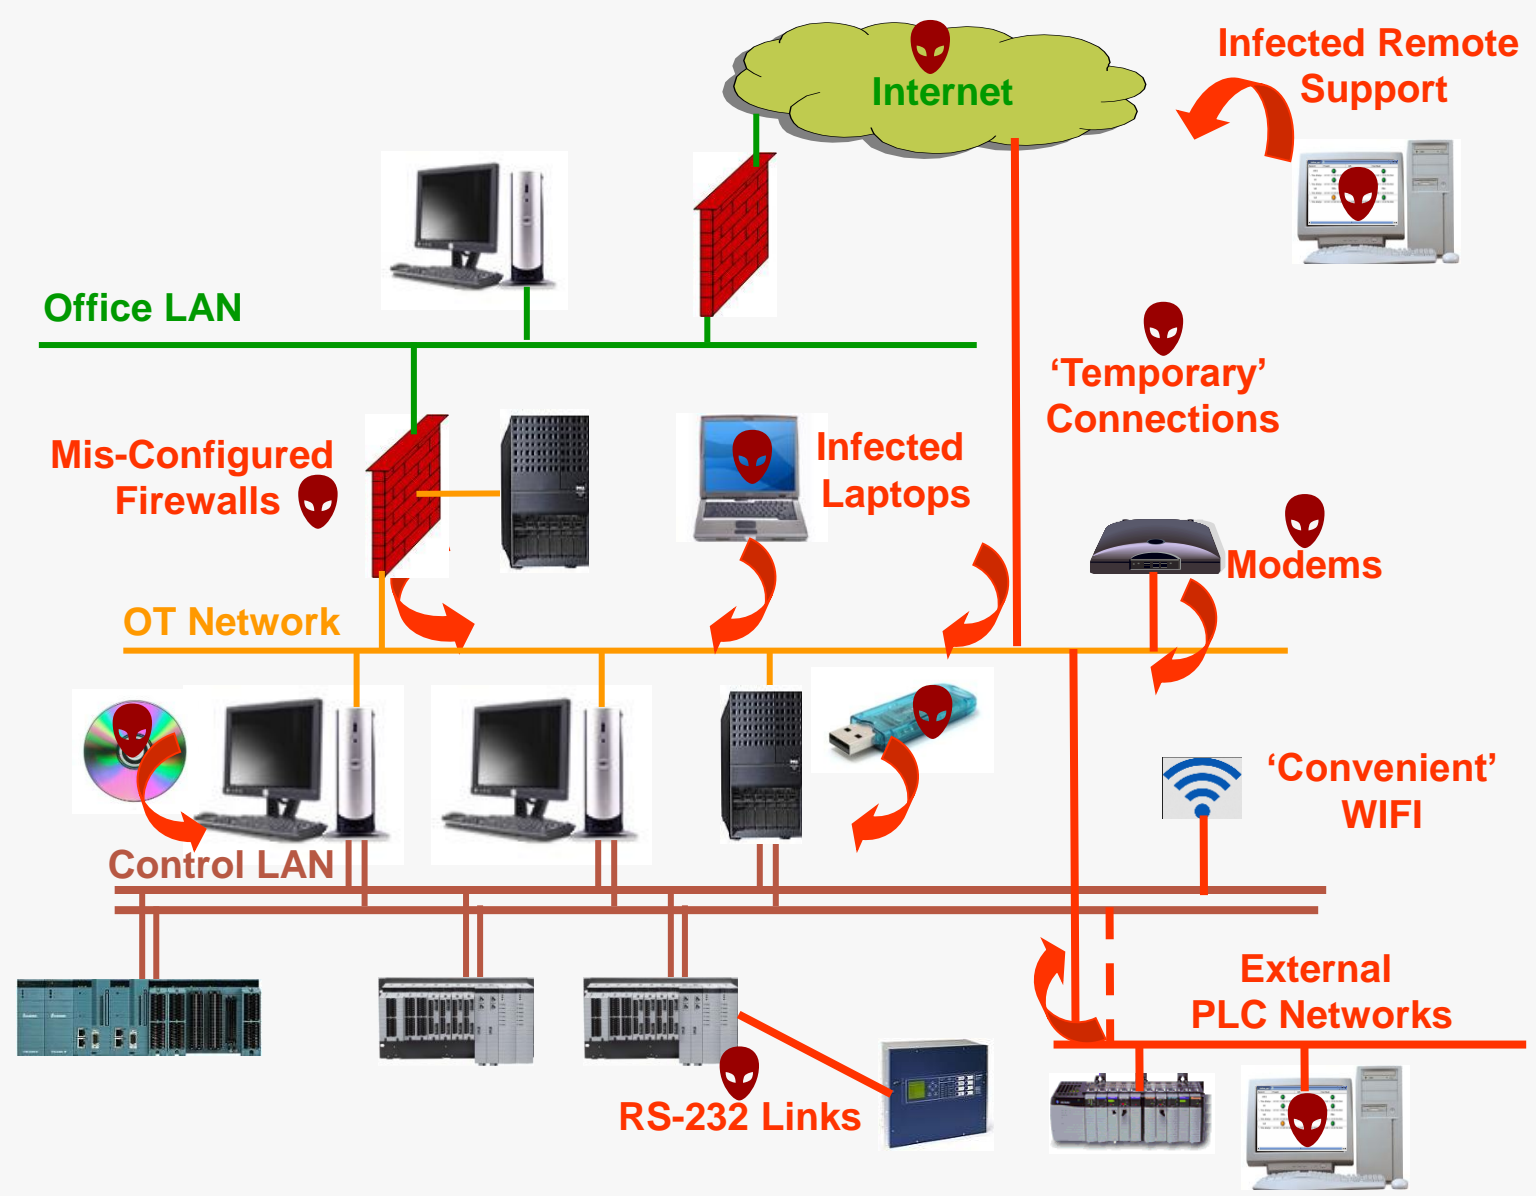 Internet
Infected Remote
Support
Office LAN
‘Temporary’
Connections
Mis-Configured
Firewalls
Infected
Laptops
Modems
OT Network
‘Convenient’
WIFI
Control LAN
External
PLC Networks
RS-232 Links